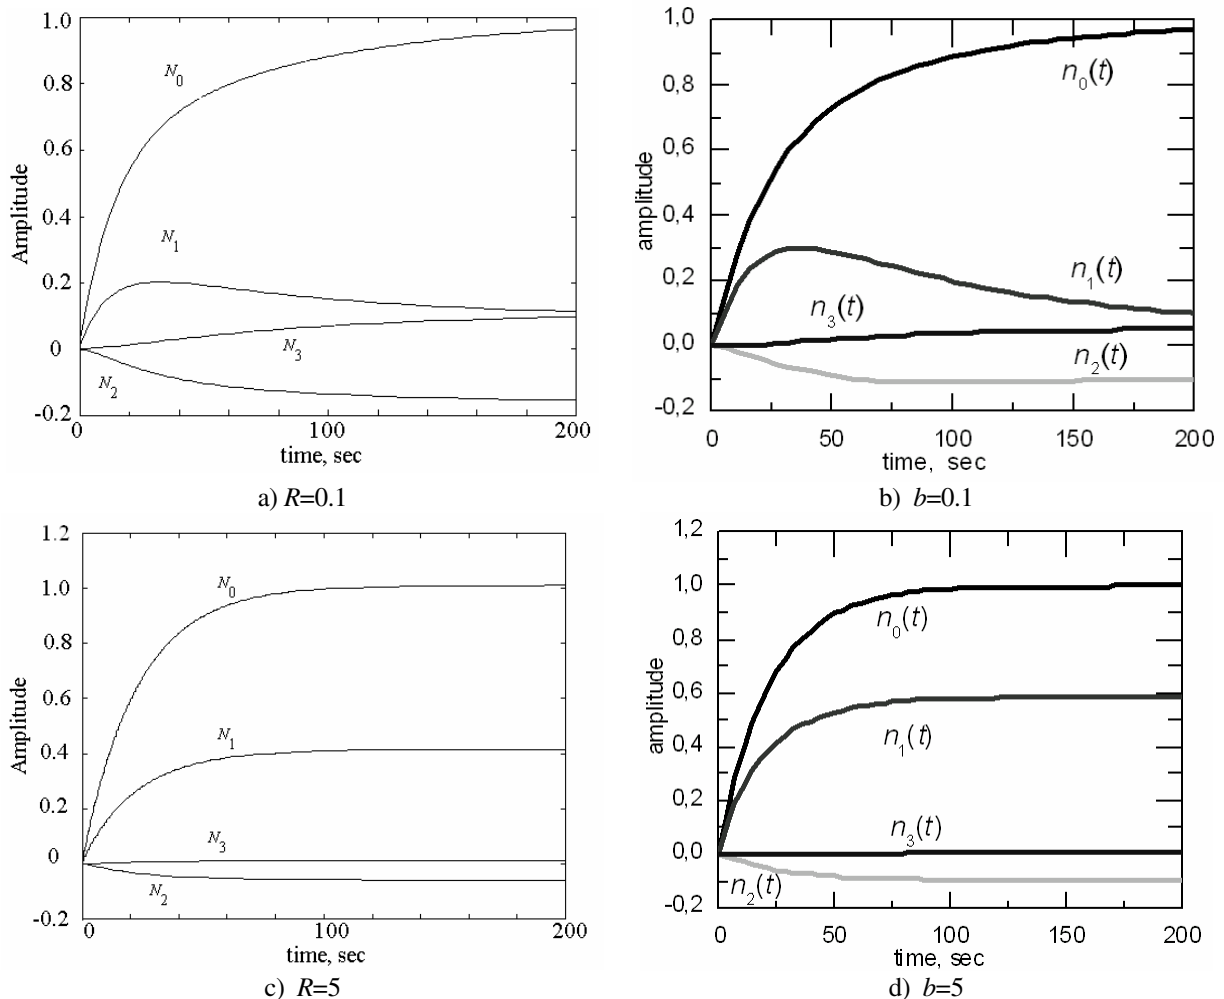 1.0
0.8
0.6
0.4
0.2
0
-0.2
Amplitude
N0
N1
N3
N2
0 100 200
time, sec
a) R=0.1
1,0
0,8
0,6
0,4
0,2
0,0
-0,2
amplitude
n0(t)
n1(t)
n3(t)
n2(t)
0 50 100 150 200
time, sec
b) b=0.1
1.2
1.0
0.8
0.6
0.4
0.2
0
-0.2
Amplitude
N0
N1
N3
N2
0 100 200
time, sec
c) R=5
1,2
1,0
0,8
0,6
0,4
0,2
0,0
-0,2
amplitude
n0(t)
n1(t)
n3(t)
n2(t)
0 50 100 150 200
time, sec
d) b=5